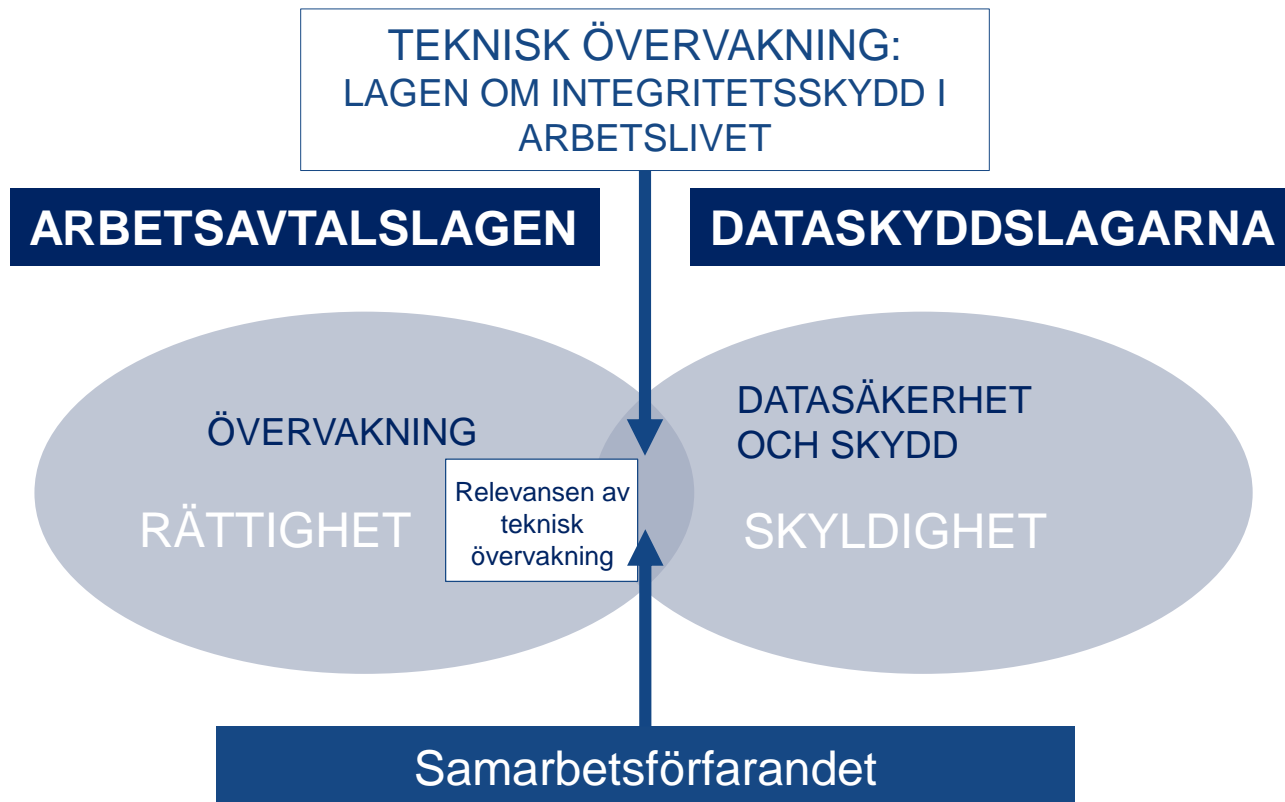 TEKNISK ÖVERVAKNING:
LAGEN OM INTEGRITETSSKYDD I
ARBETSLIVET
ARBETSAVTALSLAGEN
DATASKYDDSLAGARNA
ÖVERVAKNING
RÄTTIGHET
Relevansen av
teknisk
övervakning
DATASÄKERHET
OCH SKYDD
SKYLDIGHET
Samarbetsförfarandet